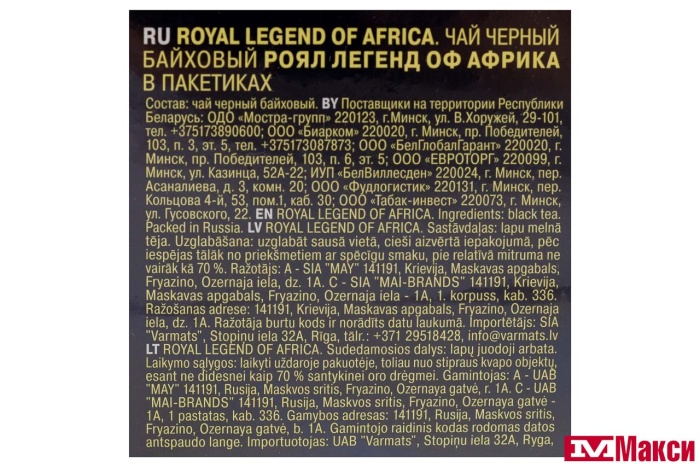 RU ROYAL LEGEND OF AFRICA. ЧАЙ ЧЕРНЫЙ
БАЙХОВЫЙ РОЯЛ ЛЕГЕНД ОФ АФРИКА
В ПАКЕТИКАХ
Состав: чай черный байховый. BY Поставщики на территории Республики
Беларусь: ОДО «Мостра-групп» 220123, г.Минск, ул. В.Хоружей, 29-101,
тел. +375173890600; ООО «Биарком» 220020, г. Минск, пр. Победителей,
103, п. 3, эт. 5, тел. +375173087873; ООО «БелГлобалГарант» 220020, г.
Минск, пр. Победителей, 103, п. 6, эт. 5; ООО «ЕВРОТОРГ» 220099, г.
Минск, ул. Казинца, 52А-22; ИУП «БелВиллесден» 220024, г. Минск, пер.
Асаналиева, д. 3, комн. 20; ООО «Фудлогистик» 220131, г. Минск, пер.
Кольцова 4-й, 53, пом.1, каб. 30; ООО «Табак-инвест» 220073, г. Минск,
ул. Гусовского, 22. EN ROYAL LEGEND OF AFRICA. Ingredients: black tea.
Packed in Russia. LV ROYAL LEGEND OF AFRICA. Sastāvdaļas: lapu melnā
tēja. Uzglabāšana: uzglabāt sausā vietā, cieši aizvērtā iepakojumā, pēc
iespējas tālāk no priekšmetiem ar spēcīgu smaku, pie relatīvā mitruma ne
vairāk kā 70 %. Ražotājs: A - SIA "MAY" 141191, Krievija, Maskavas apgabals,
Fryazino, Ozernaja iela, dz. 1A. C - SIA "MAI-BRANDS" 141191,
Krievija, Maskavas apgabals, Fryazino, Ozernaja iela - 1A, 1. korpuss, kab. 336.
Ražošanas adrese: 141191, Krievija, Maskavas apgabals, Fryazino, Ozernaja
iela, dz. 1A. Ražotāja burtu kods ir norādīts datu laukumā. Importētājs: SIA
"Varmats", Stopiņu iela 32A, Rīga, tālr.: +371 29518428, info@varmats.lv
LT ROYAL LEGEND OF AFRICA. Sudedamosios dalys: lapų juodoji arbata.
Laikymo sąlygos: laikyti uždaroje pakuotėje, toliau nuo stipraus kvapo objektų,
esant ne didesnei kaip 70 % santykinei oro drėgmei. Gamintojas: A - UAB
"MAY" 141191, Rusija, Maskvos sritis, Fryazino, Ozernaya gatvė, r. 1A. C - UAB
"MAI-BRANDS" 141191, Rusija, Maskvos sritis, Fryazino, Ozernaya gatvė -
1A, 1 pastatas, kab. 336. Gamybos adresas: 141191, Rusija, Maskvos sritis,
Fryazino, Ozernaya gatvė, b. 1A. Gamintojo raidinis kodas rodomas datos
antspaudo lange. Importuotojas: UAB "Varmats", Stopiņu iela 32A, Ryga,
Макси